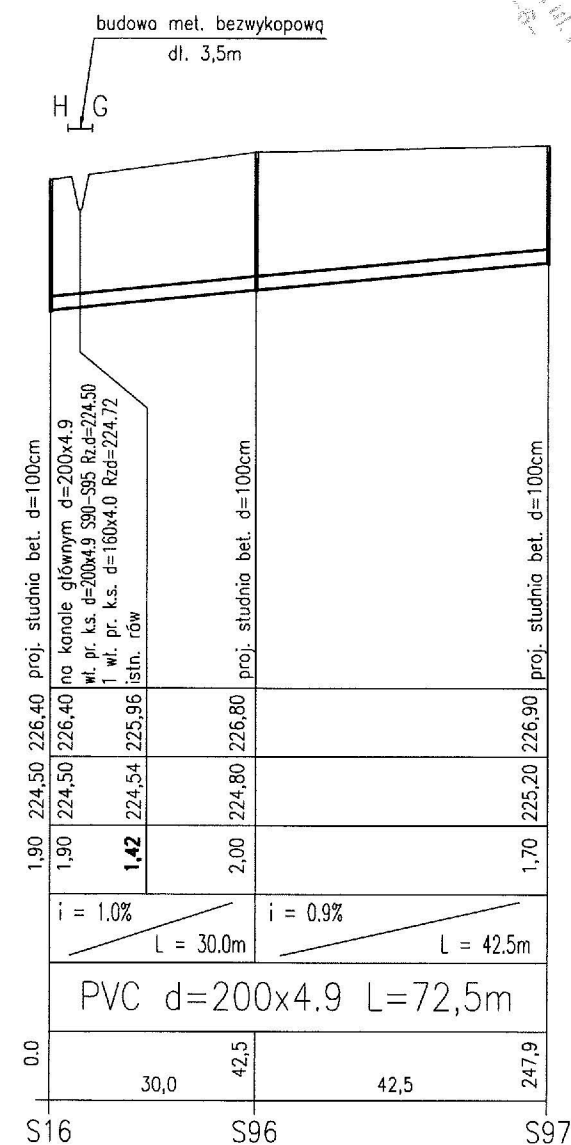 budowa met. bezwykopową
dł. 3,5m
H G
proj. studnia bet. d=100cm
na kanale głównym d=200x4.9
wł. pr. k.s. d=200x4.9 S90-S95 Rz.d=224.50
1 wł. pr. k.s. d=160x4.0 Rzd=224.72
istn. rów
proj. studnia bet. d=100cm
proj. studnia bet. d=100cm
226,40 226,40 225,96 226,80 226,90
224,50 224,50 224,54 224,80 225,20
1,90 1,90 1,42 2,00 1,70
i = 1.0% i = 0.9%
L = 30.0m L = 42.5m
PVC d=200x4.9 L=72,5m
0.0 42,5 247,9
30,0 42,5
S16 S96 S97